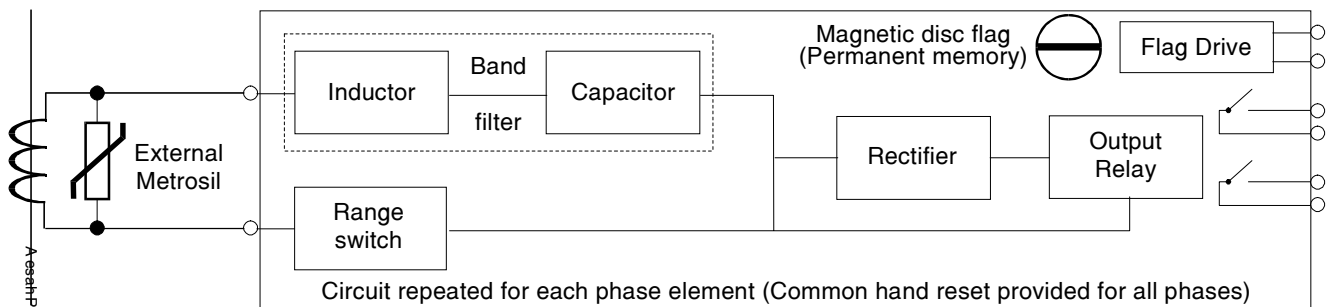 Magnetic disc flag
(Permanent memory)
Flag Drive
Band
filter
Inductor
Capacitor
External
Metrosil
Rectifier
Output
Relay
Range
switch
A esahP
Circuit repeated for each phase element (Common hand reset provided for all phases)